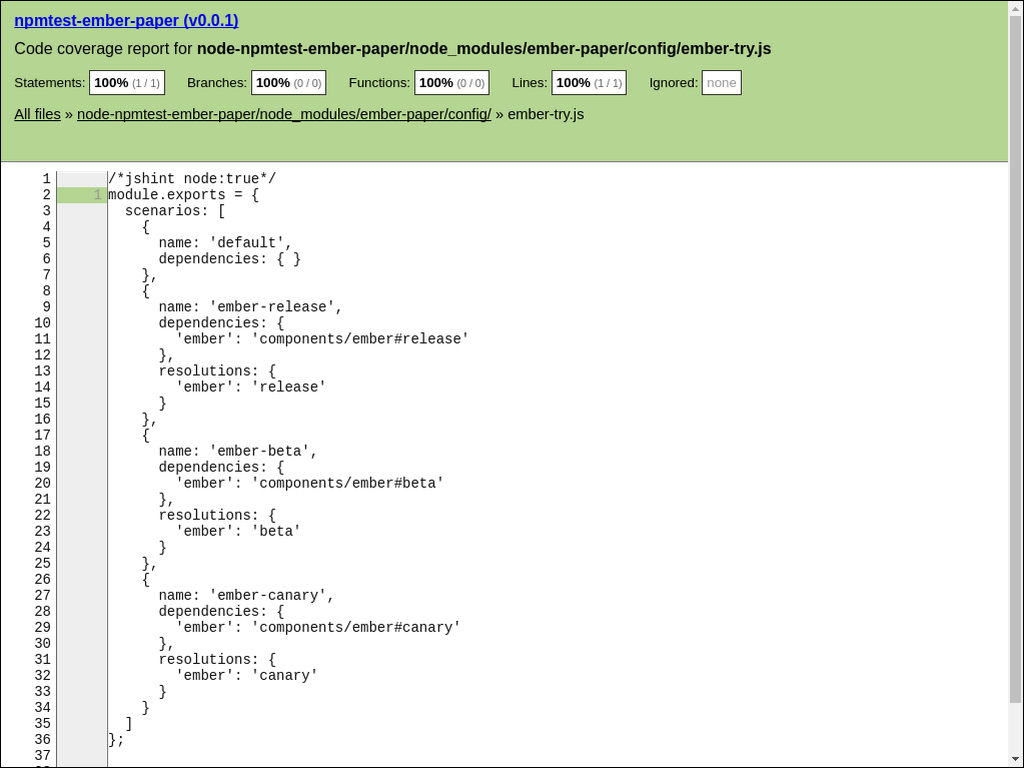 npmtest-ember-paper (v0.0.1)
Code coverage report for node-npmtest-ember-paper/node_modules/ember-paper/config/ember-try.js
Statements: 100% (1 / 1) Branches: 100% (0 / 0) Functions: 100% (0 / 0) Lines: 100% (1 / 1) Ignored: none
All files » node-npmtest-ember-paper/node_modules/ember-paper/config/ » ember-try.js
1 /*jshint node:true*/
2 1 module.exports = {
3 scenarios: [
4 {
5 name: 'default',
6 dependencies: { }
7 },
8 {
9 name: 'ember-release',
10 dependencies: {
11 'ember': 'components/ember#release'
12 },
13 resolutions: {
14 'ember': 'release'
15 }
16 },
17 {
18 name: 'ember-beta',
19 dependencies: {
20 'ember': 'components/ember#beta'
21 },
22 resolutions: {
23 'ember': 'beta'
24 }
25 },
26 {
27 name: 'ember-canary',
28 dependencies: {
29 'ember': 'components/ember#canary'
30 },
31 resolutions: {
32 'ember': 'canary'
33 }
34 }
35 ]
36 };
37